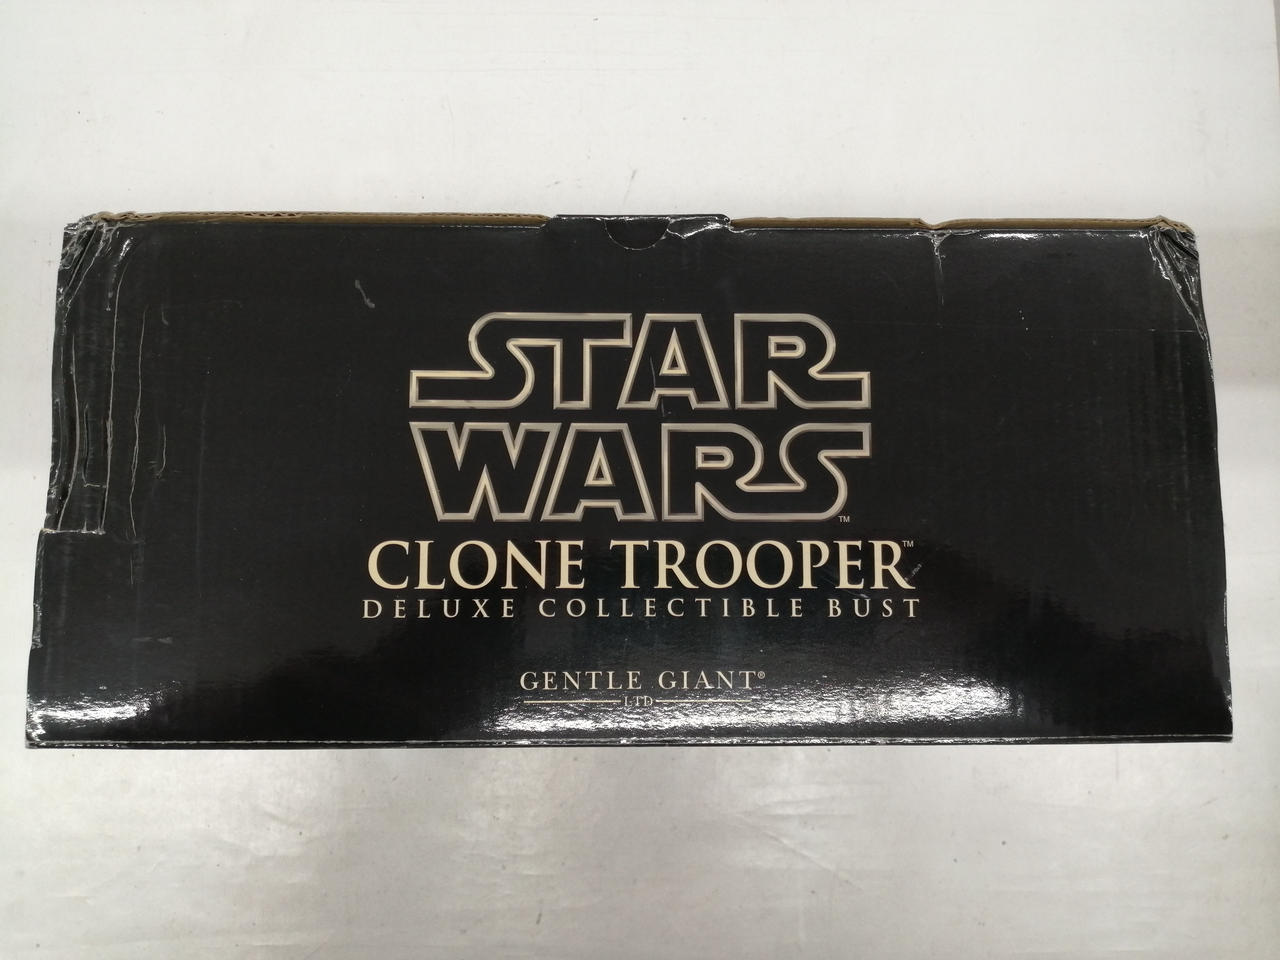 STAR
WARS™
CLONE TROOPER™
DELUXE COLLECTIBLE BUST
GENTLE GIANT®
LTD